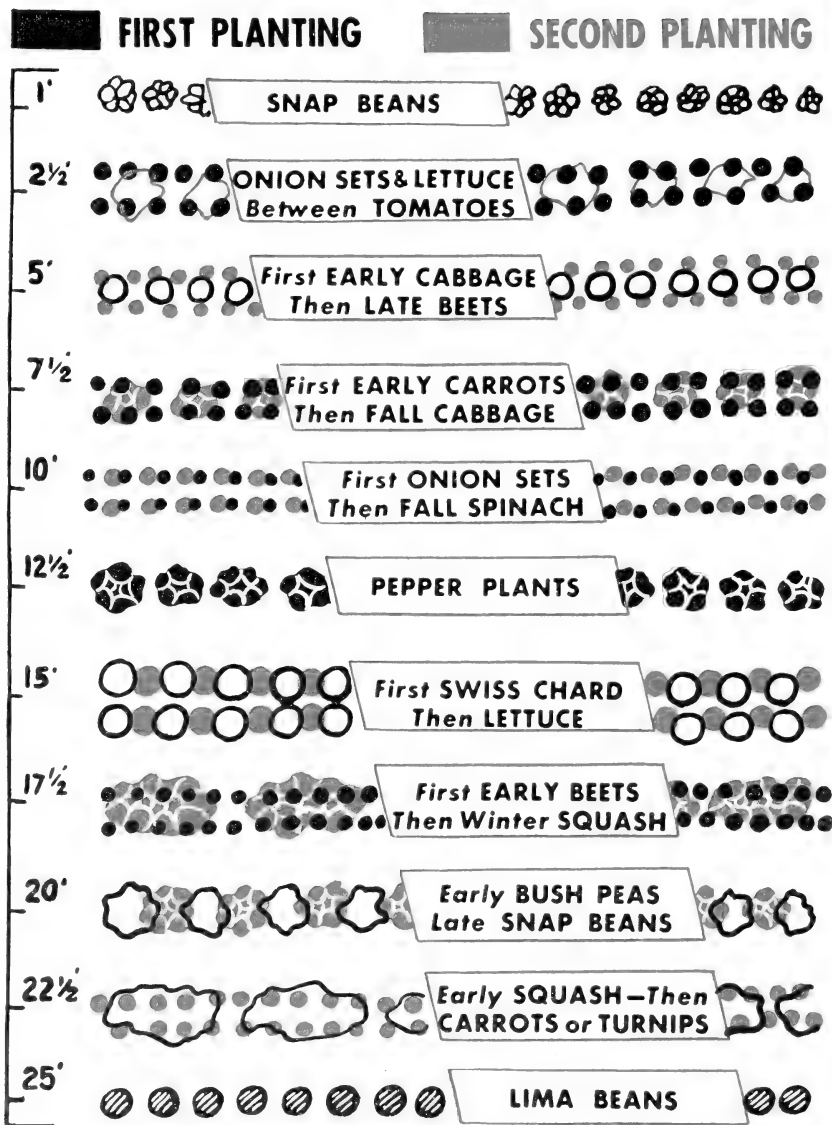 FIRST PLANTING SECOND PLANTING
1' SNAP BEANS
2½' ONION SETS & LETTUCE
Between TOMATOES
5' First EARLY CABBAGE
Then LATE BEETS
7½' First EARLY CARROTS
Then FALL CABBAGE
10' First ONION SETS
Then FALL SPINACH
12½' PEPPER PLANTS
15' First SWISS CHARD
Then LETTUCE
17½' First EARLY BEETS
Then Winter SQUASH
20' Early BUSH PEAS
Late SNAP BEANS
22½' Early SQUASH—Then
CARROTS or TURNIPS
25' LIMA BEANS